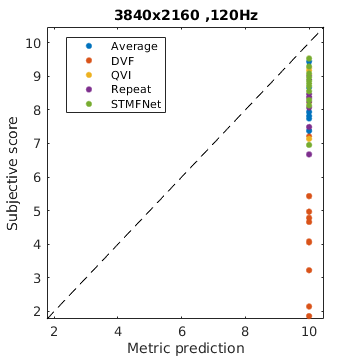 3840x2160 ,120Hz
10
9
8
7
6
5
4
3
2
Subjective score
Average
DVF
QVI
Repeat
STMFNet
2 4 6 8 10
Metric prediction